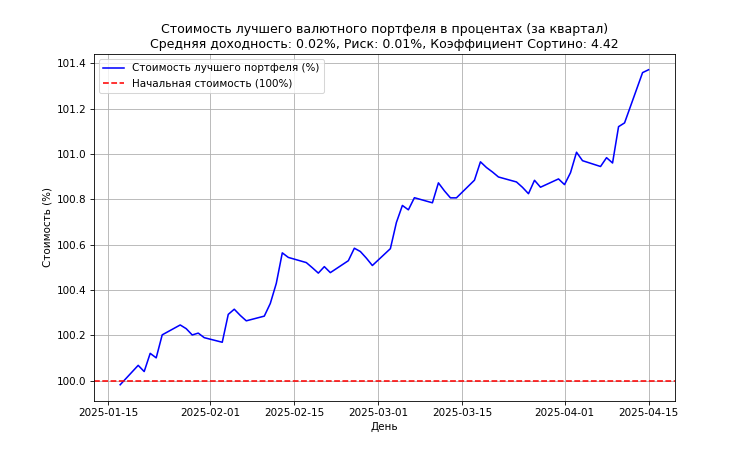 Стоимость лучшего валютного портфеля в процентах (за квартал)
Средняя доходность: 0.02%, Риск: 0.01%, Коэффициент Сортино: 4.42
Стоимость лучшего портфеля (%)
Начальная стоимость (100%)
Стоимость (%)
101.4
101.2
101.0
100.8
100.6
100.4
100.2
100.0
2025-01-15
2025-02-01
2025-02-15
2025-03-01
2025-03-15
2025-04-01
2025-04-15
День